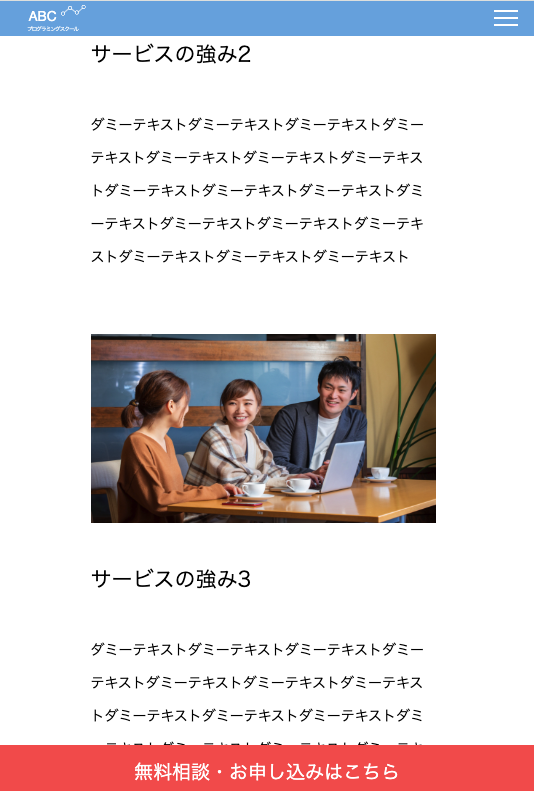 ABC
プログラミングスクール
サービスの強み2
ダミーテキストダミーテキストダミーテキストダミー
テキストダミーテキストダミーテキストダミーテキス
トダミーテキストダミーテキストダミーテキストダミ
ーテキストダミーテキストダミーテキストダミーテキ
ストダミーテキストダミーテキストダミーテキスト
サービスの強み3
ダミーテキストダミーテキストダミーテキストダミー
テキストダミーテキストダミーテキストダミーテキス
トダミーテキストダミーテキストダミーテキストダミ
無料相談・お申し込みはこちら